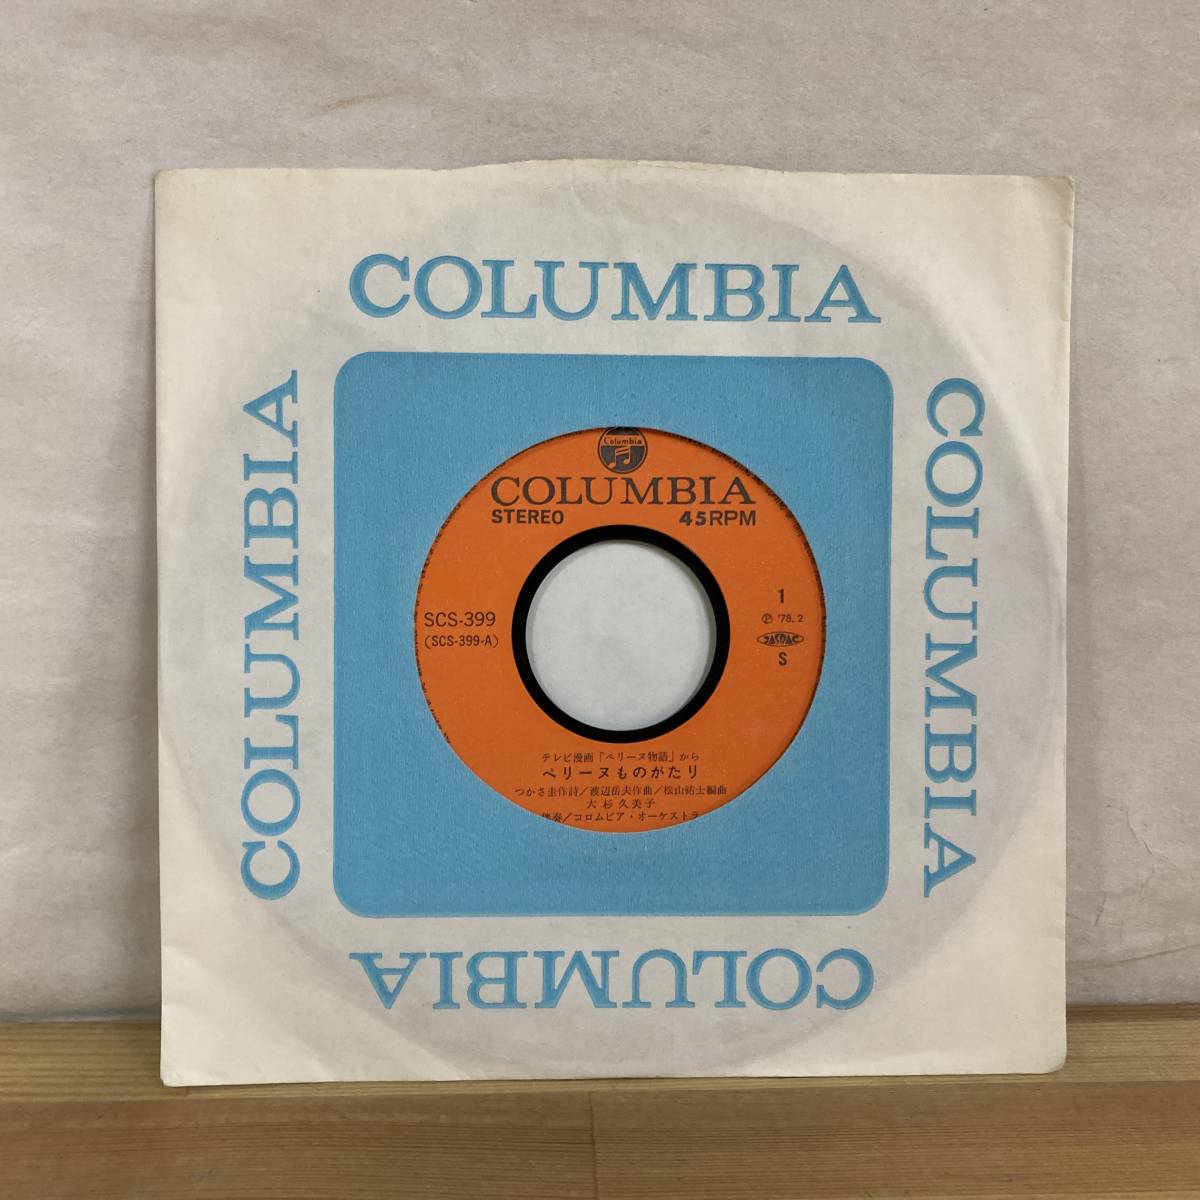 COLUMBIA
COLUMBIA
COLUMBIA
COLUMBIA
Columbia
COLUMBIA
STEREO 45RPM
SCS-399
(SCS-399-A)
1
Ⓟ '78.2
JASRAC
S
テレビ漫画「ペリーヌ物語」から
ペリーヌものがたり
つかさ圭作詩/渡辺岳夫作曲/松山祐士編曲
大杉久美子
伴奏/コロムビア・オーケストラ